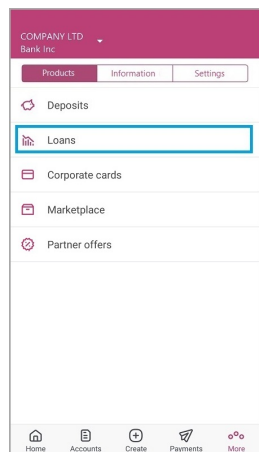 COMPANY LTD
Bank Inc
Products Information Settings
Deposits
Loans
Corporate cards
Marketplace
Partner offers
Home Accounts Create Payments More